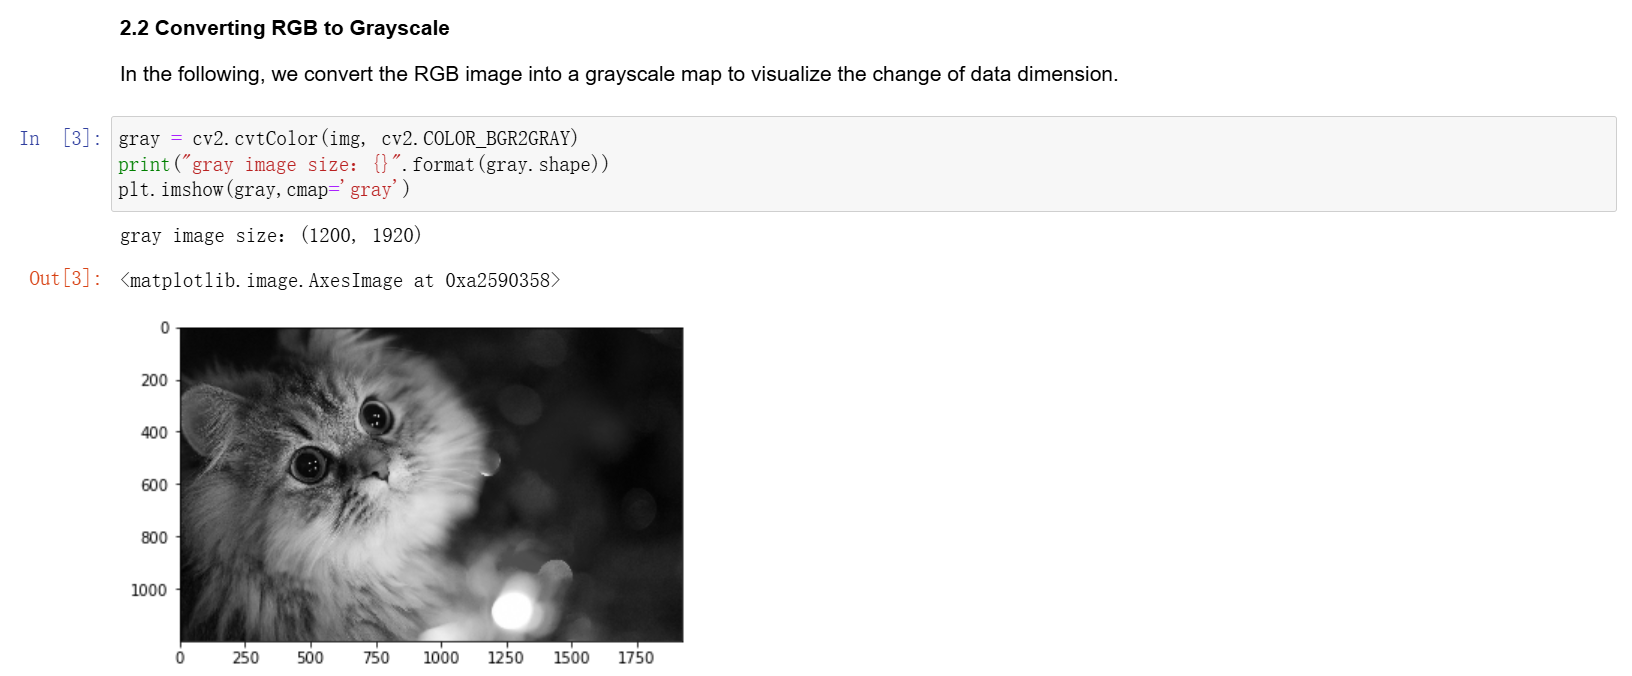 2.2 Converting RGB to Grayscale
In the following, we convert the RGB image into a grayscale map to visualize the change of data dimension.
In [3]: gray = cv2.cvtColor(img, cv2.COLOR_BGR2GRAY)
print("gray image size: {}".format(gray.shape))
plt.imshow(gray,cmap='gray')
gray image size: (1200, 1920)
Out[3]: <matplotlib.image.AxesImage at 0xa2590358>
0
200
400
600
800
1000
0 250 500 750 1000 1250 1500 1750